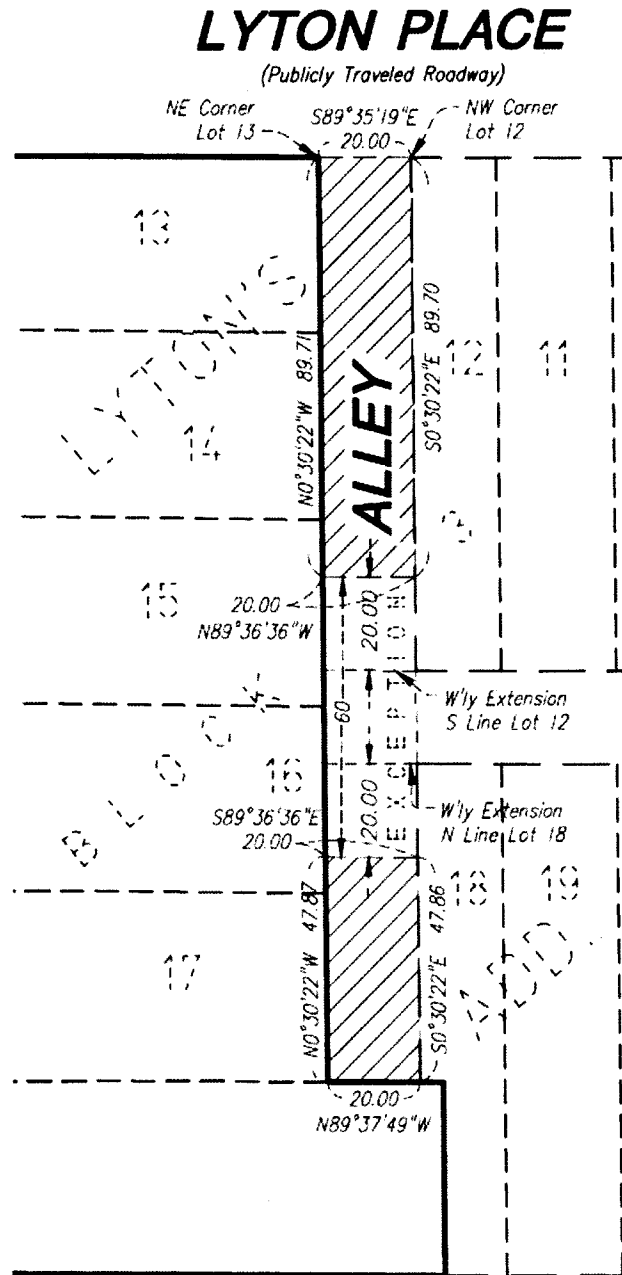 LYTON PLACE
(Publicly Traveled Roadway)
NE Corner
Lot 13
S89°35'19"E
20.00
NW Corner
Lot 12
13
LYTON'S
14
N0°30'22"W 89.71
ALLEY
S0°30'22"E 89.70
12
11
2
15
20.00
N89°36'36"W
20.00
EXCEPTION
60
W'ly Extension
S Line Lot 12
BLOCK
16
S89°36'36"E
20.00
20.00
W'ly Extension
N Line Lot 18
N0°30'22"W 47.87
S0°30'22"E 47.86
18
19
17
ADD.
20.00
N89°37'49"W